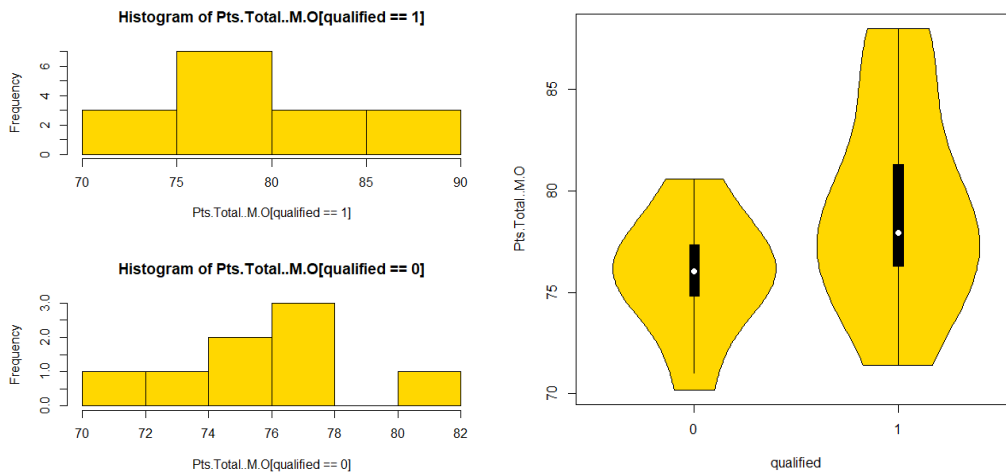 Histogram of Pts.Total..M.O[qualified == 1]
Frequency
0 2 4 6
70 75 80 85 90
Pts.Total..M.O[qualified == 1]
Histogram of Pts.Total..M.O[qualified == 0]
Frequency
0.0 1.0 2.0 3.0
70 72 74 76 78 80 82
Pts.Total..M.O[qualified == 0]
Pts.Total..M.O
70 75 80 85
0 1
qualified